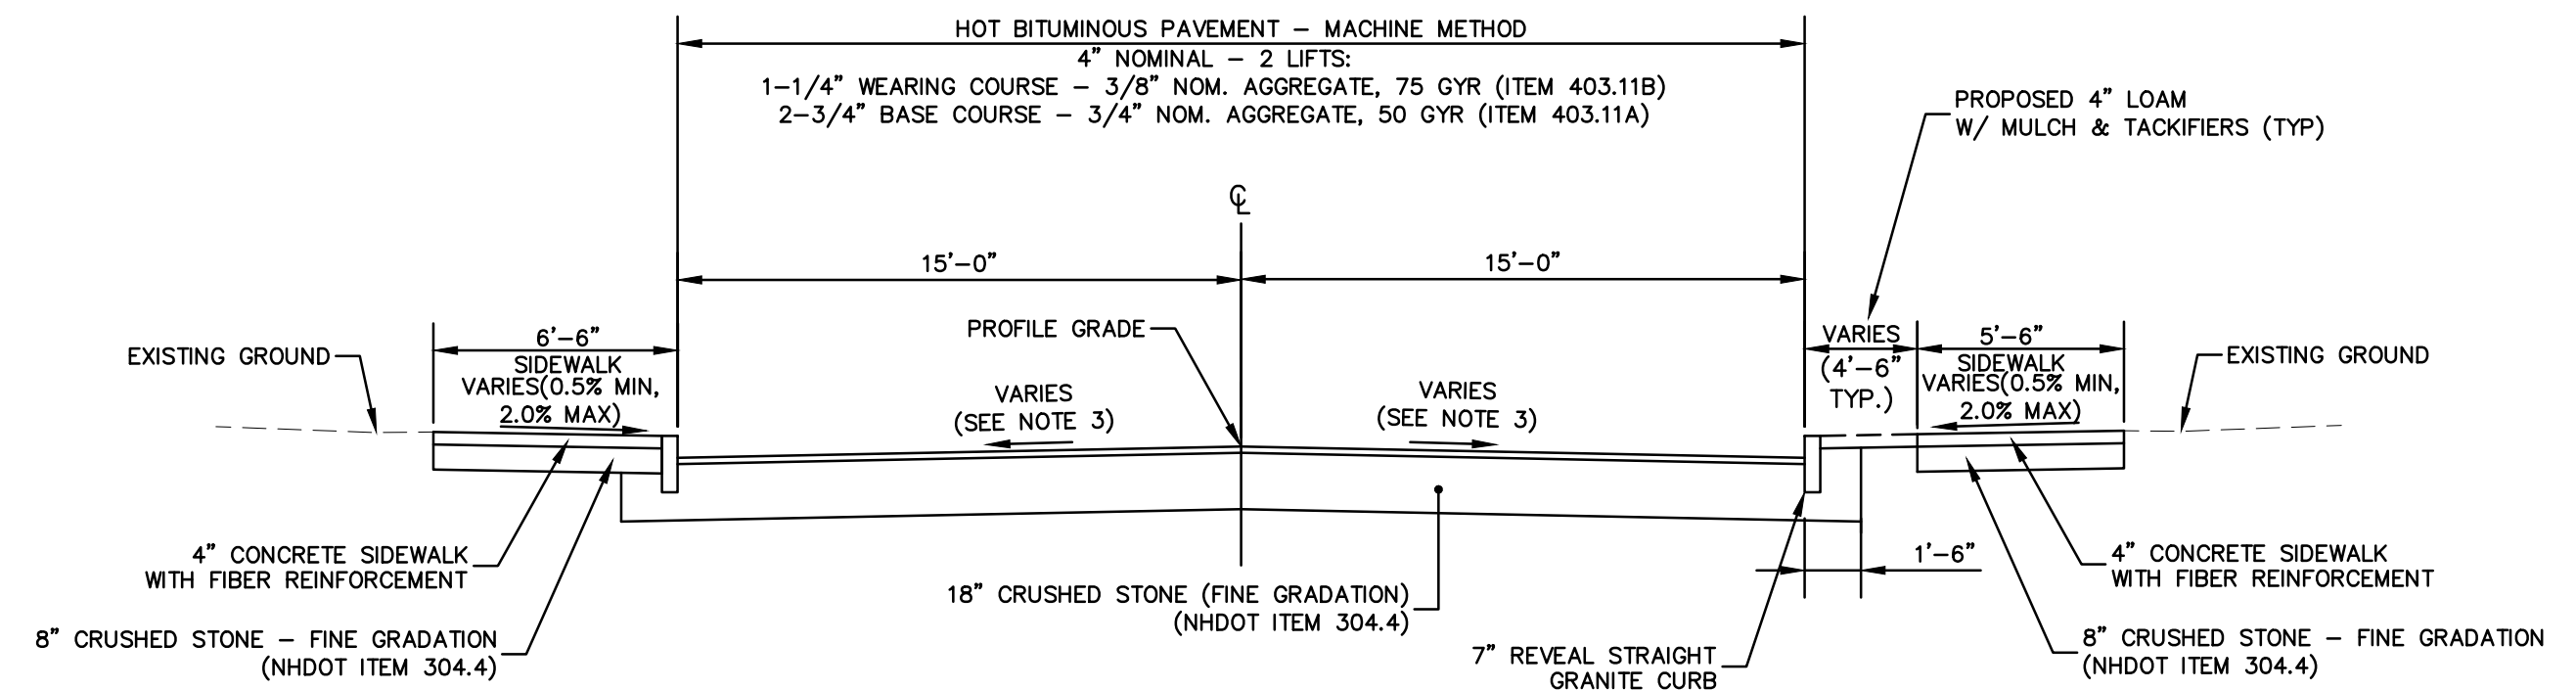 HOT BITUMINOUS PAVEMENT – MACHINE METHOD
4” NOMINAL – 2 LIFTS:
1–1/4” WEARING COURSE – 3/8” NOM. AGGREGATE, 75 GYR (ITEM 403.11B)
2–3/4” BASE COURSE – 3/4” NOM. AGGREGATE, 50 GYR (ITEM 403.11A)
PROPOSED 4” LOAM
W/ MULCH & TACKIFIERS (TYP)
℄
15’–0”
15’–0”
PROFILE GRADE
EXISTING GROUND
6’–6”
SIDEWALK
VARIES(0.5% MIN,
2.0% MAX)
VARIES
(SEE NOTE 3)
VARIES
(SEE NOTE 3)
VARIES
(4’–6”
TYP.)
5’–6”
SIDEWALK
VARIES(0.5% MIN,
2.0% MAX)
EXISTING GROUND
4” CONCRETE SIDEWALK
WITH FIBER REINFORCEMENT
8” CRUSHED STONE – FINE GRADATION
(NHDOT ITEM 304.4)
18” CRUSHED STONE (FINE GRADATION)
(NHDOT ITEM 304.4)
7” REVEAL STRAIGHT
GRANITE CURB
1’–6”
4” CONCRETE SIDEWALK
WITH FIBER REINFORCEMENT
8” CRUSHED STONE – FINE GRADATION
(NHDOT ITEM 304.4)